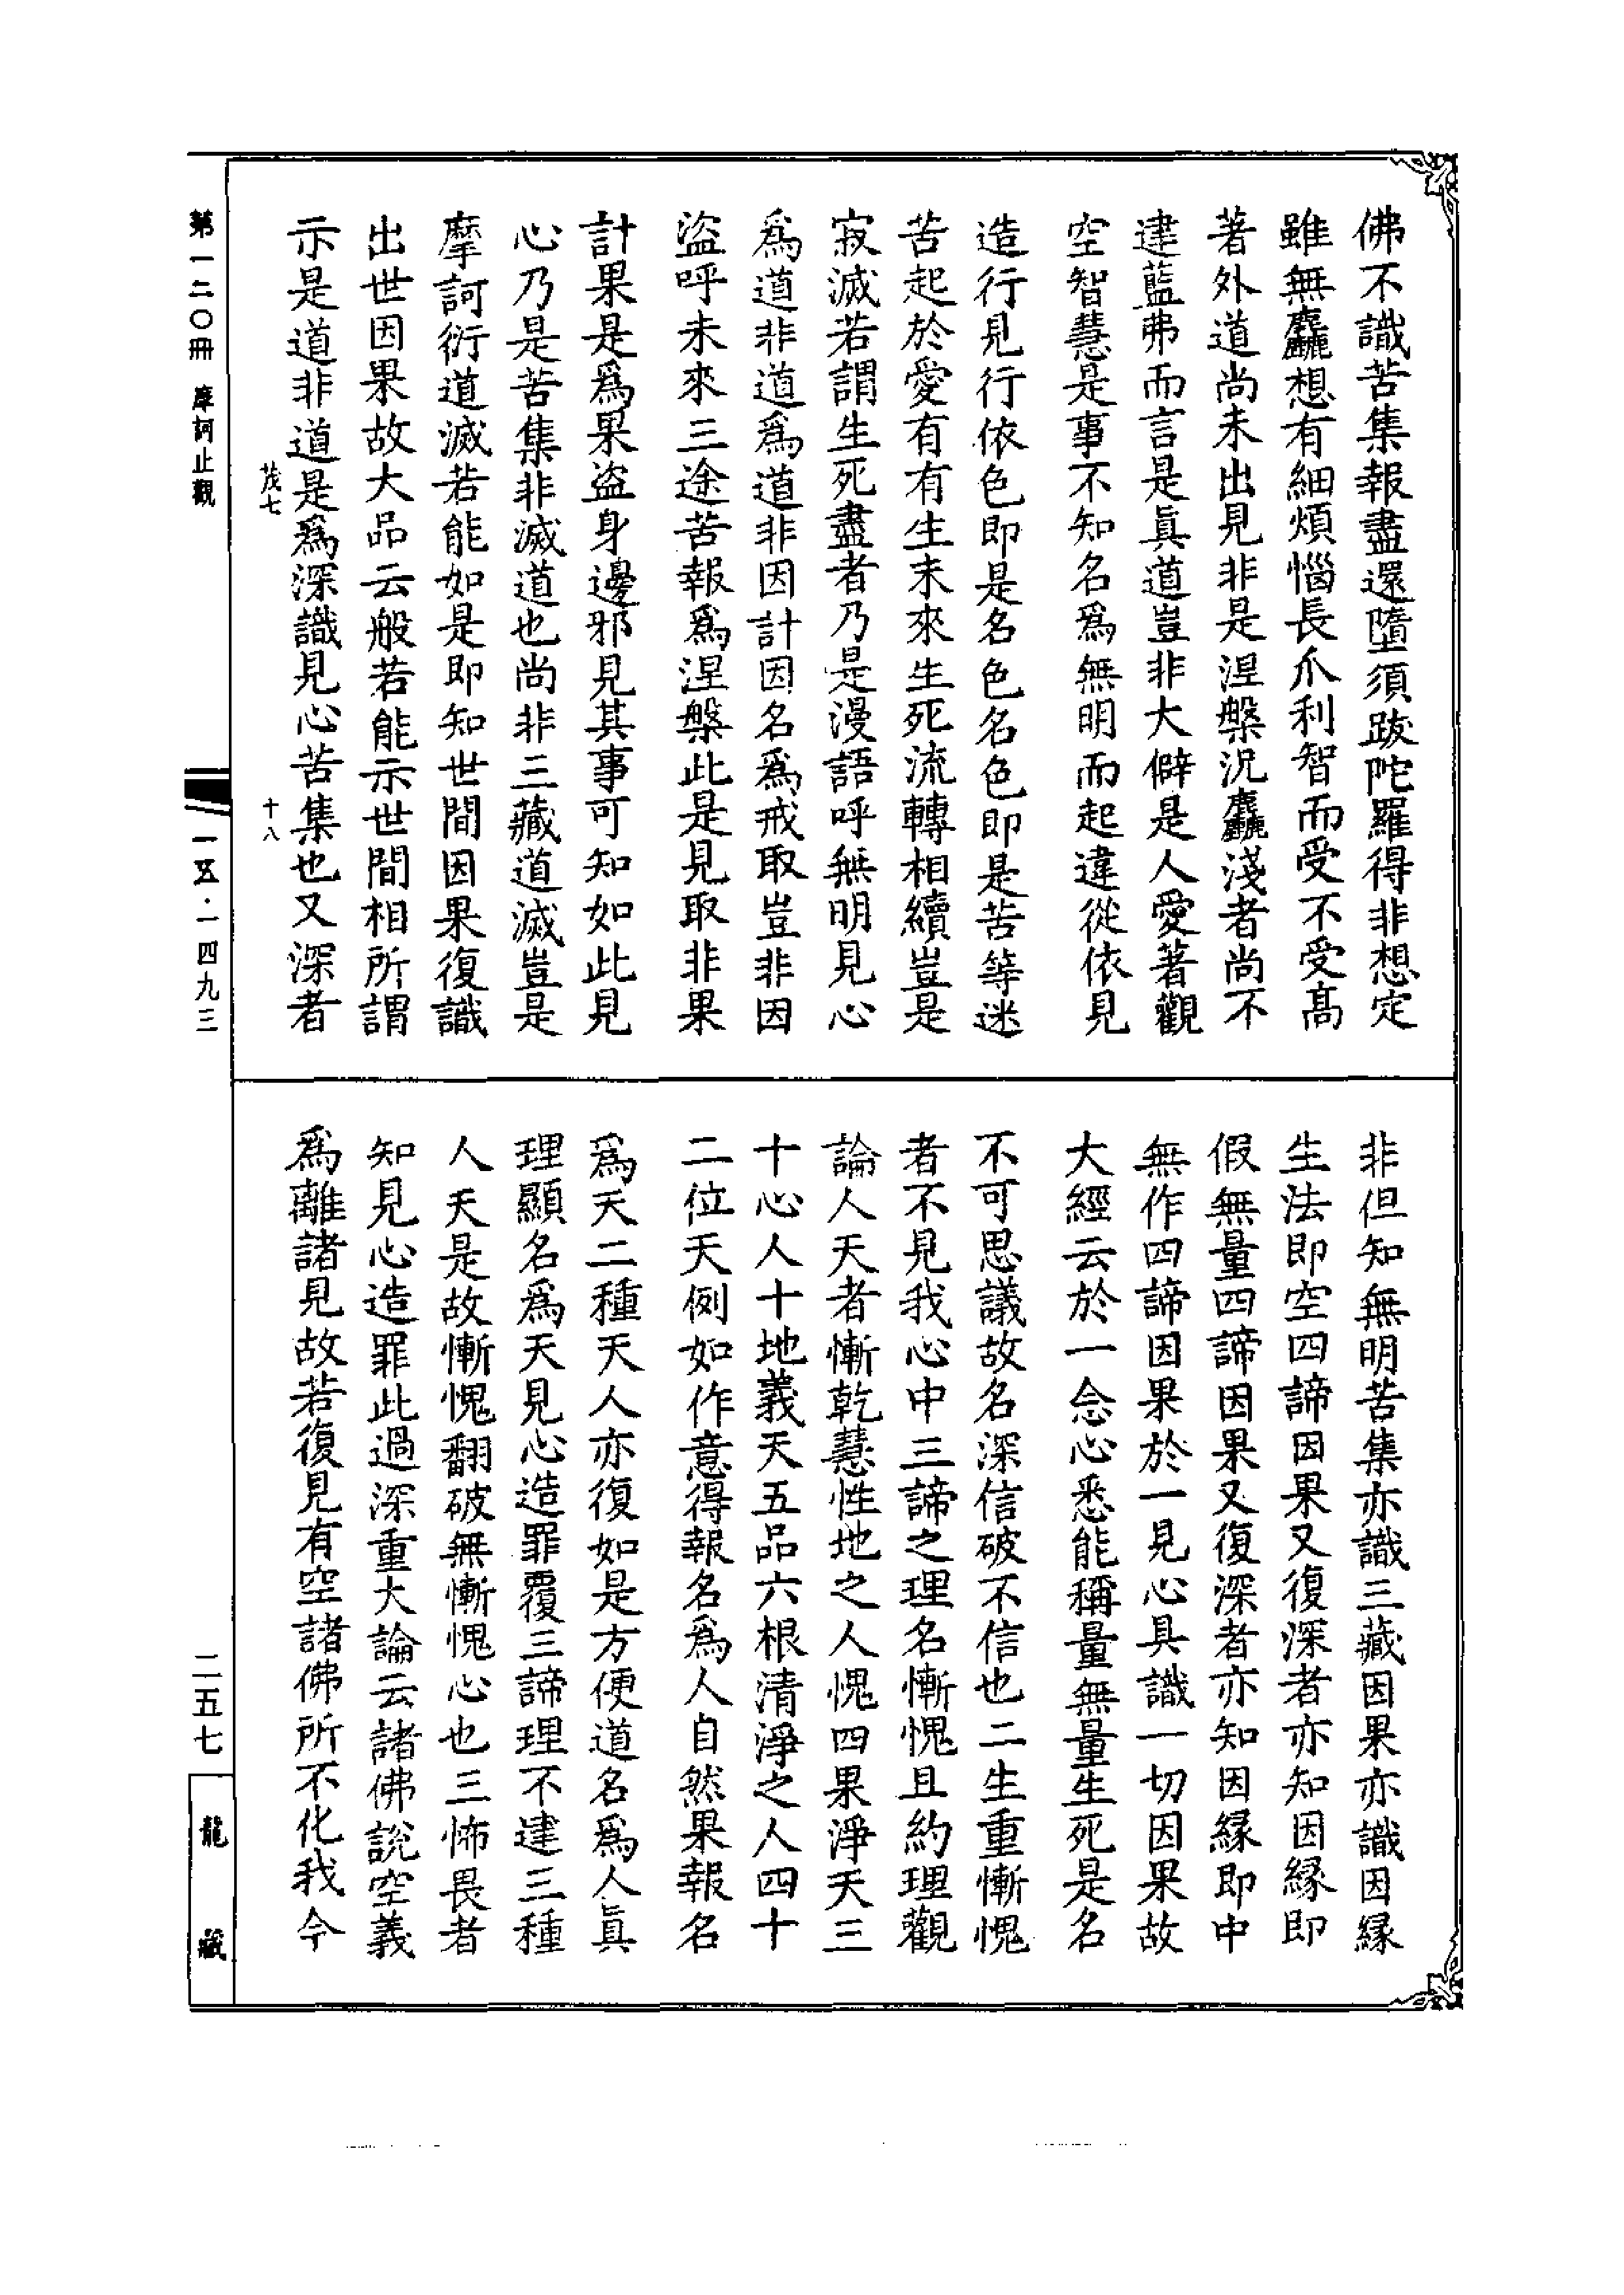 佛不識苦集報盡還墮須跋陀羅得非想定
雖無麤想有細煩惱長爪利智而受不受高
著外道尚未出見非是涅槃況麤淺者尚不
逮藍弗而言是眞道豈非大僻是人愛著觀
空智慧是事不知名爲無明而起違從依見
造行見行依色即是名色名色即是苦等迷
苦起於愛有有生未來生死流轉相續豈是
寂滅若謂生死盡者乃是漫語呼無明見心
爲道非道爲道非因計因名爲戒取豈非因
盜呼未來三途苦報爲涅槃此是見取非果
計果是爲果盜身邊邪見其事可知如此見
心乃是苦集非滅道也尚非三藏道滅豈是
摩訶衍道滅若能如是即知世間因果復識
出世因果故大品云般若能示世間相所謂
示是道非道是爲深識見心苦集也又深者
非但知無明苦集亦識三藏因果亦識因緣
生法即空四諦因果又復深者亦知因緣即
假無量四諦因果又復深者亦知因緣即中
無作四諦因果於一見心具識一切因果故
大經云於一念心悉能稱量無量生死是名
不可思議故名深信破不信也二生重慚愧
者不見我心中三諦之理名慚愧且約理觀
論人天者慚乾慧性地之人愧四果淨天三
十心人十地義天五品六根清淨之人四十
二位天例如作意得報名爲人自然果報名
爲天二種天人亦復如是方便道名爲人眞
理顯名爲天見心造罪覆三諦理不逮三種
人天是故慚愧翻破無慚愧心也三怖畏者
知見心造罪此過深重大論云諸佛說空義
爲離諸見故若復見有空諸佛所不化我今
茂七
十八
第一二〇冊 摩訶止觀
一五·一四九三
二五七
龍藏